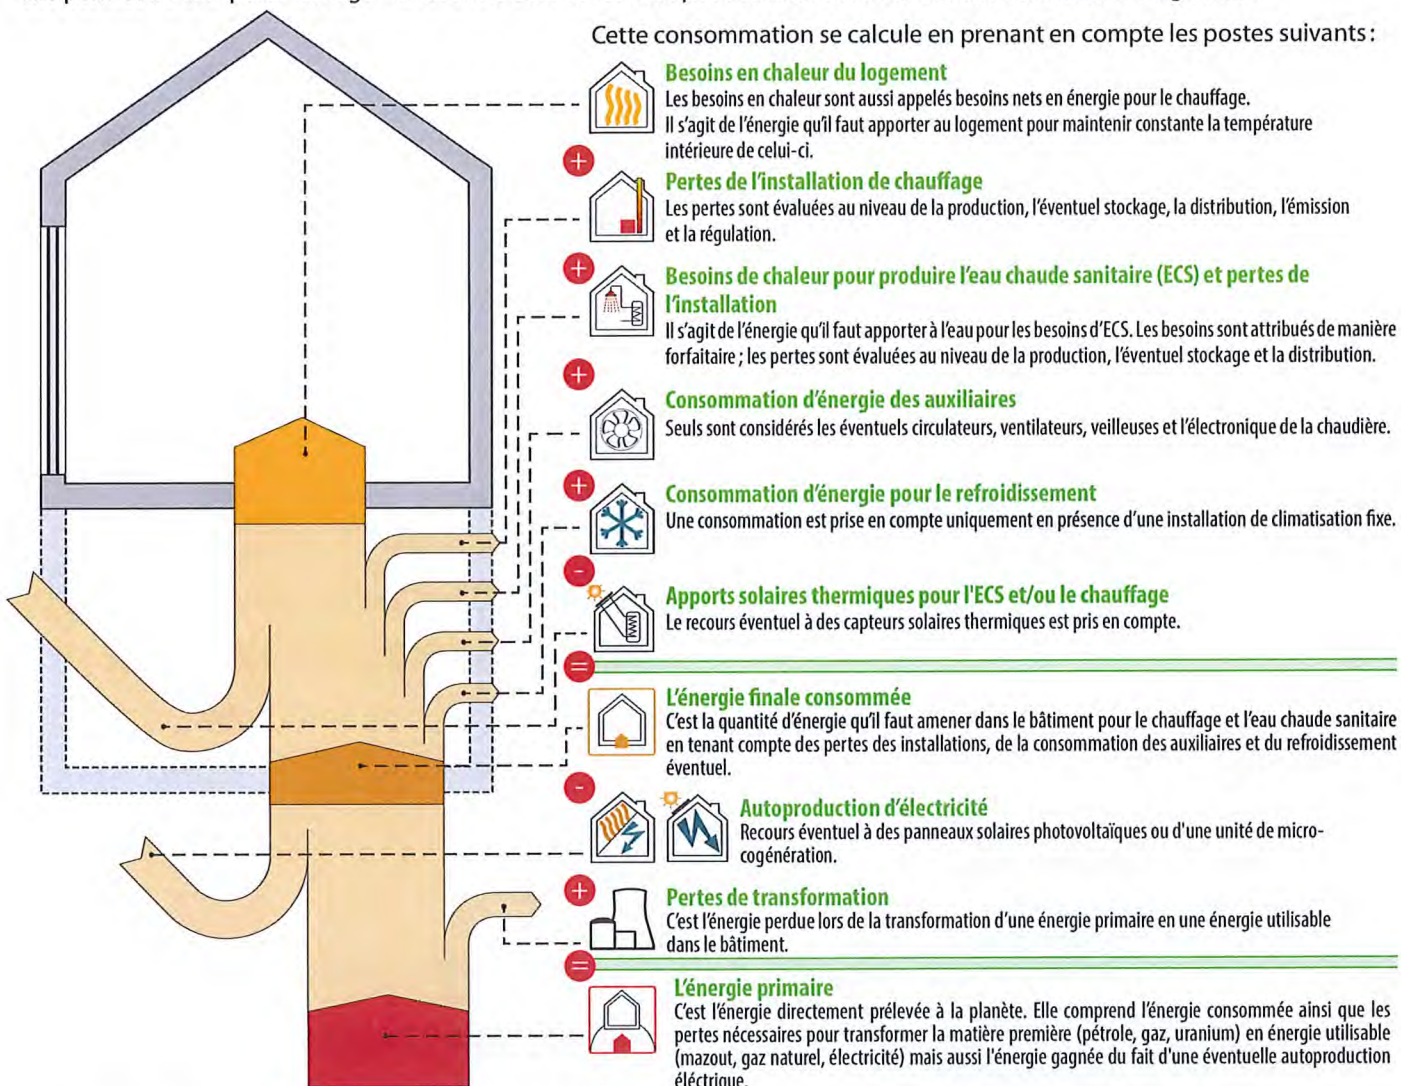 Cette consommation se calcule en prenant en compte les postes suivants :
Besoins en chaleur du logement
Les besoins en chaleur sont aussi appelés besoins nets en énergie pour le chauffage.
Il s'agit de l'énergie qu'il faut apporter au logement pour maintenir constante la température
intérieure de celui-ci.
+
Pertes de l'installation de chauffage
Les pertes sont évaluées au niveau de la production, l'éventuel stockage, la distribution, l'émission
et la régulation.
+
Besoins de chaleur pour produire l'eau chaude sanitaire (ECS) et pertes de
l'installation
Il s'agit de l'énergie qu'il faut apporter à l'eau pour les besoins d'ECS. Les besoins sont attribués de manière
forfaitaire ; les pertes sont évaluées au niveau de la production, l'éventuel stockage et la distribution.
+
Consommation d'énergie des auxiliaires
Seuls sont considérés les éventuels circulateurs, ventilateurs, veilleuses et l'électronique de la chaudière.
+
Consommation d'énergie pour le refroidissement
Une consommation est prise en compte uniquement en présence d'une installation de climatisation fixe.
-
Apports solaires thermiques pour l'ECS et/ou le chauffage
Le recours éventuel à des capteurs solaires thermiques est pris en compte.
=
L'énergie finale consommée
C'est la quantité d'énergie qu'il faut amener dans le bâtiment pour le chauffage et l'eau chaude sanitaire
en tenant compte des pertes des installations, de la consommation des auxiliaires et du refroidissement
éventuel.
-
Autoproduction d'électricité
Recours éventuel à des panneaux solaires photovoltaïques ou d'une unité de micro-
cogénération.
+
Pertes de transformation
C'est l'énergie perdue lors de la transformation d'une énergie primaire en une énergie utilisable
dans le bâtiment.
=
L'énergie primaire
C'est l'énergie directement prélevée à la planète. Elle comprend l'énergie consommée ainsi que les
pertes nécessaires pour transformer la matière première (pétrole, gaz, uranium) en énergie utilisable
(mazout, gaz naturel, électricité) mais aussi l'énergie gagnée du fait d'une éventuelle autoproduction
éléctrique.